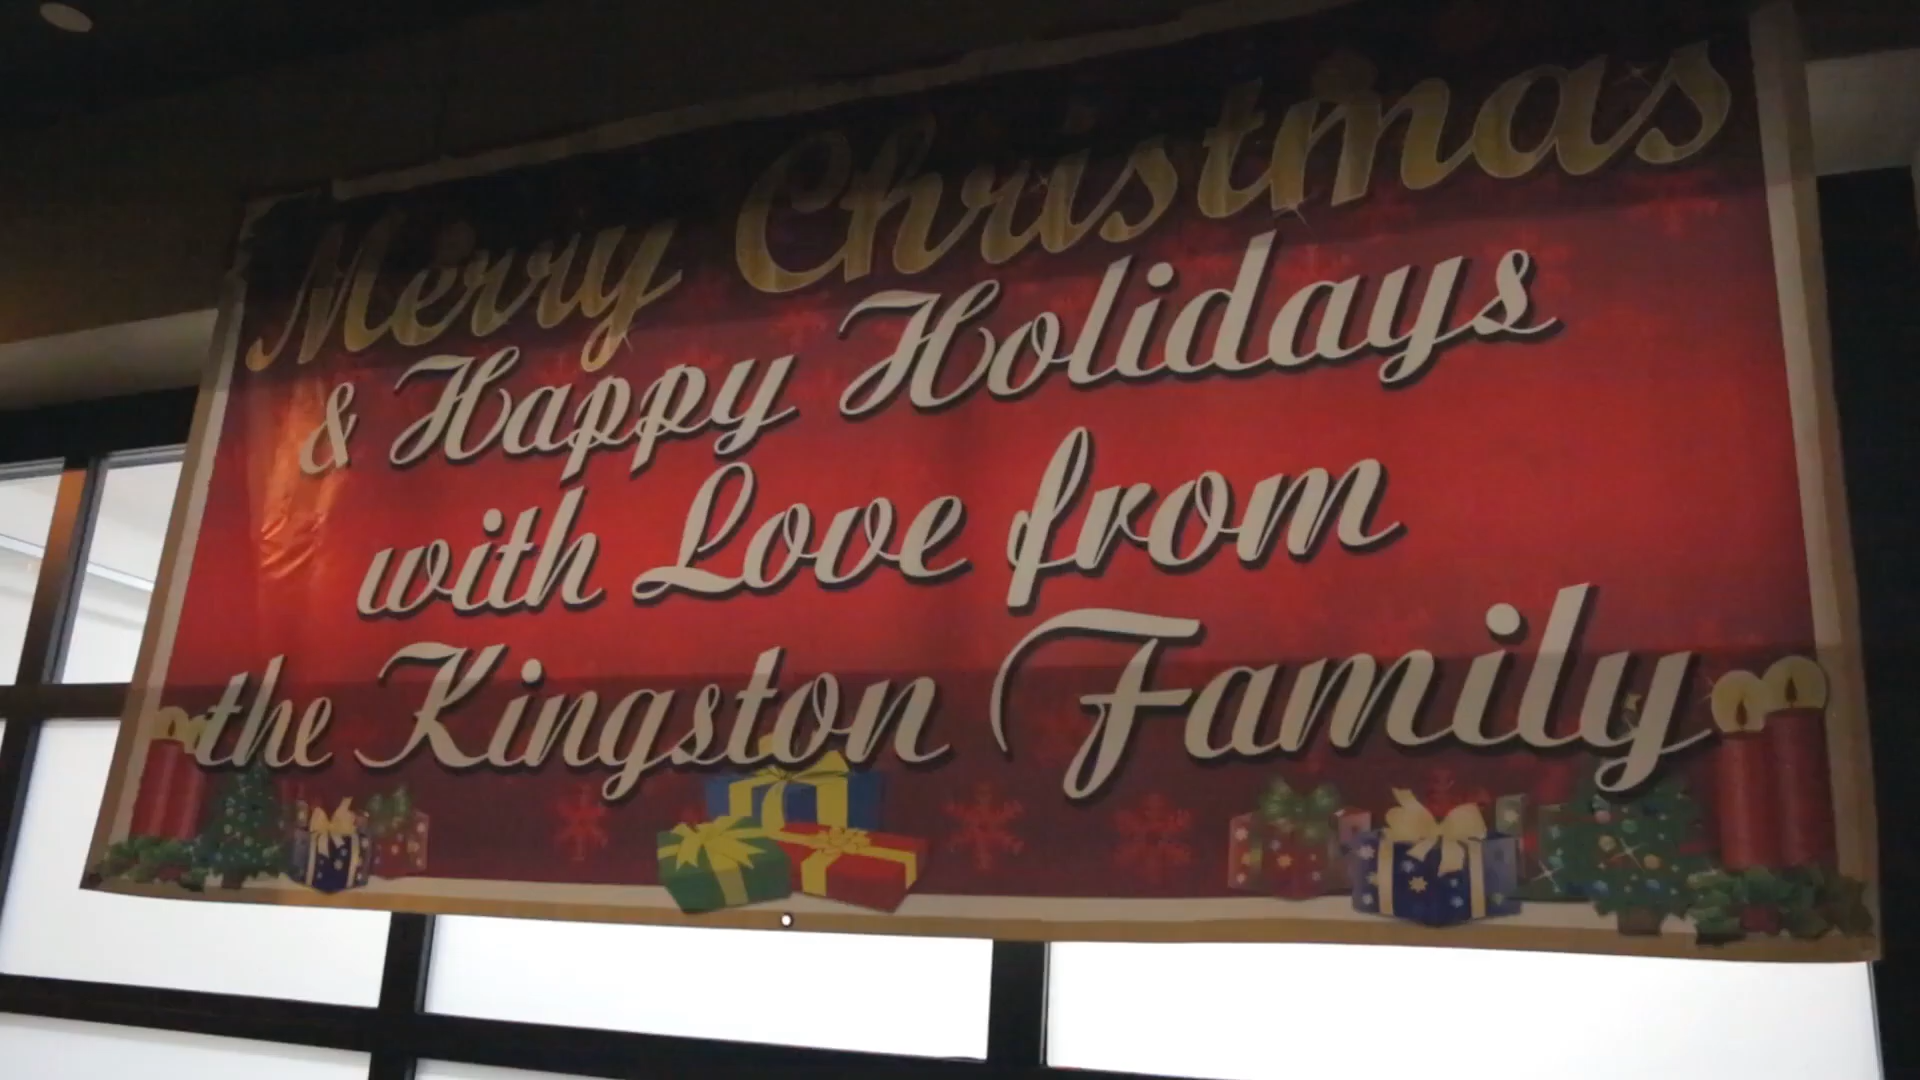 Merry Christmas
& Happy Holidays
with Love from
the Kingston Family